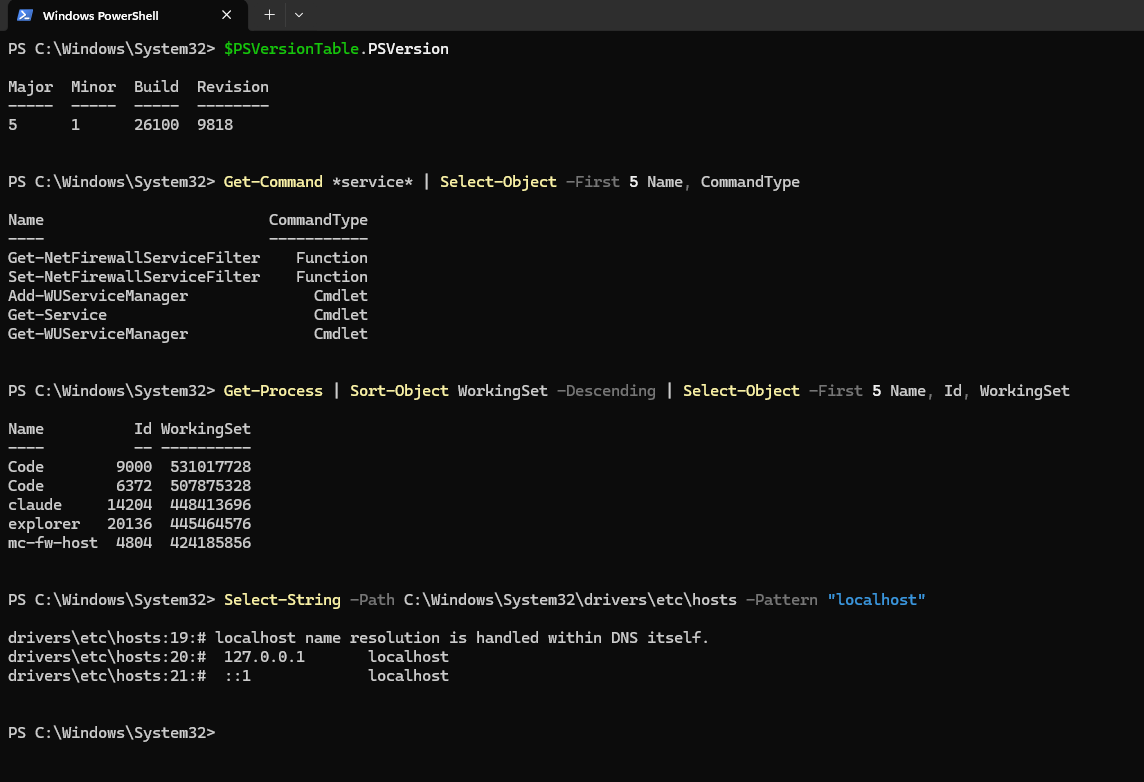 Windows PowerShell
PS C:\Windows\System32> $PSVersionTable.PSVersion
Major  Minor  Build  Revision
-----  -----  -----  --------
5      1      26100  9818
PS C:\Windows\System32> Get-Command *service* | Select-Object -First 5 Name, CommandType
Name                         CommandType
----                         -----------
Get-NetFirewallServiceFilter    Function
Set-NetFirewallServiceFilter    Function
Add-WUServiceManager              Cmdlet
Get-Service                       Cmdlet
Get-WUServiceManager              Cmdlet
PS C:\Windows\System32> Get-Process | Sort-Object WorkingSet -Descending | Select-Object -First 5 Name, Id, WorkingSet
Name          Id WorkingSet
----          -- ----------
Code        9000  531017728
Code        6372  507875328
claude     14204  448413696
explorer   20136  445464576
mc-fw-host  4804  424185856
PS C:\Windows\System32> Select-String -Path C:\Windows\System32\drivers\etc\hosts -Pattern "localhost"
drivers\etc\hosts:19:# localhost name resolution is handled within DNS itself.
drivers\etc\hosts:20:#  127.0.0.1       localhost
drivers\etc\hosts:21:#  ::1             localhost
PS C:\Windows\System32>